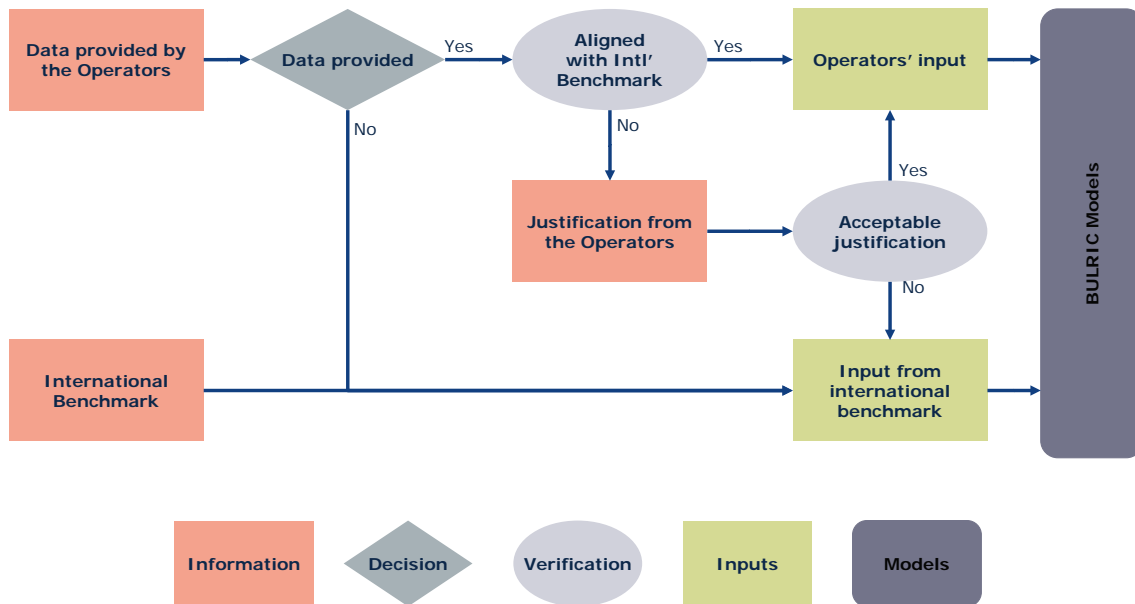 Data provided by
the Operators
Data provided
Yes
Aligned
with Intl'
Benchmark
Yes
Operators' input
No
No
Justification from
the Operators
Yes
Acceptable
justification
No
International
Benchmark
Input from
international
benchmark
BULRIC Models
Information
Decision
Verification
Inputs
Models